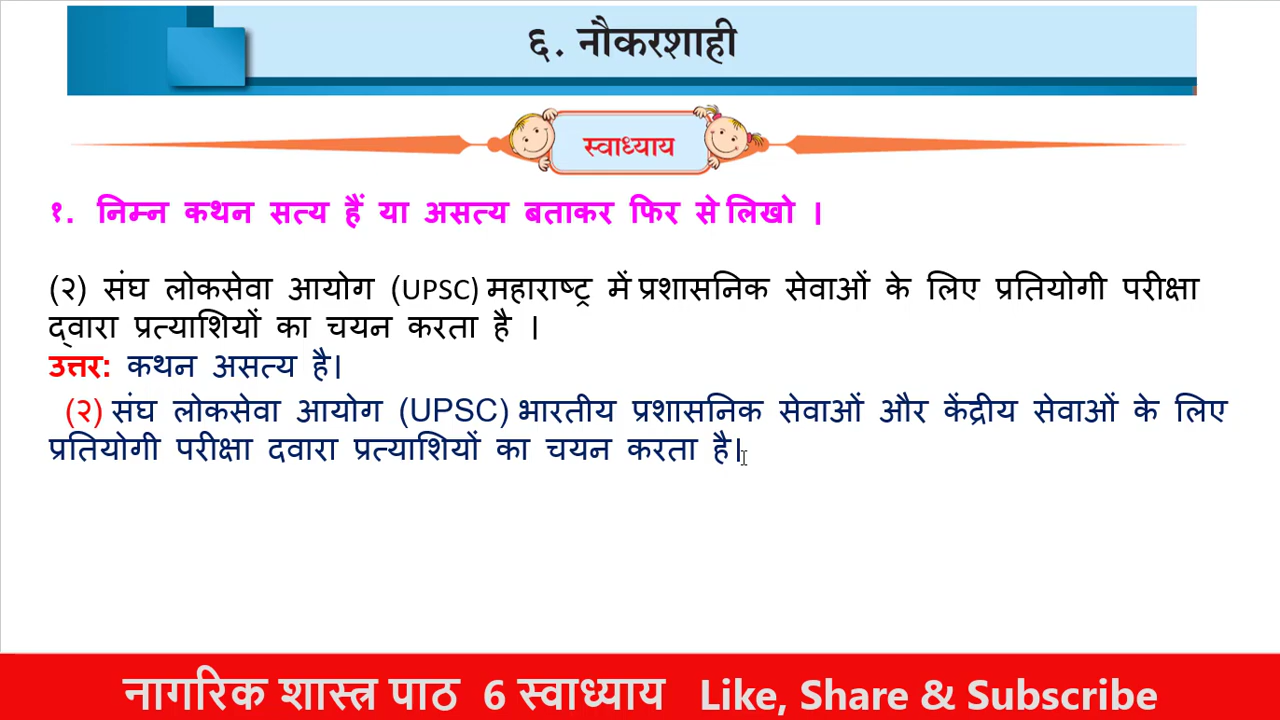 ६. नौकरशाही
स्वाध्याय
१. निम्न कथन सत्य हैं या असत्य बताकर फिर से लिखो ।
(२) संघ लोकसेवा आयोग (UPSC) महाराष्ट्र में प्रशासनिक सेवाओं के लिए प्रतियोगी परीक्षा
द्वारा प्रत्याशियों का चयन करता है ।
उत्तर: कथन असत्य है।
(२) संघ लोकसेवा आयोग (UPSC) भारतीय प्रशासनिक सेवाओं और केंद्रीय सेवाओं के लिए
प्रतियोगी परीक्षा दवारा प्रत्याशियों का चयन करता है।
नागरिक शास्त्र पाठ 6 स्वाध्याय Like, Share & Subscribe